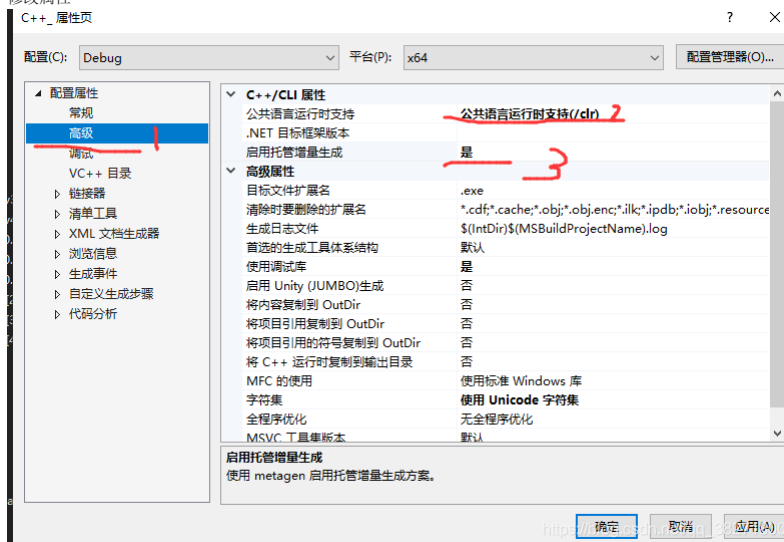 修改属性
C++_ 属性页 ? ×
配置(C): Debug 平台(P): x64 配置管理器(O)...
配置属性
常规
高级
调试
VC++ 目录
链接器
清单工具
XML 文档生成器
浏览信息
生成事件
自定义生成步骤
代码分析
1
C++/CLI 属性
公共语言运行时支持 公共语言运行时支持(/clr) 2
.NET 目标框架版本
启用托管增量生成 是 3
高级属性
目标文件扩展名 .exe
清除时要删除的扩展名 *.cdf;*.cache;*.obj;*.obj.enc;*.ilk;*.ipdb;*.iobj;*.resource
生成日志文件 $(IntDir)$(MSBuildProjectName).log
首选的生成工具体系结构 默认
使用调试库 是
启用 Unity (JUMBO)生成 否
将内容复制到 OutDir 否
将项目引用复制到 OutDir 否
将项目引用的符号复制到 OutDir 否
将 C++ 运行时复制到输出目录 否
MFC 的使用 使用标准 Windows 库
字符集 使用 Unicode 字符集
全程序优化 无全程序优化
MSVC 工具集版本 默认
启用托管增量生成
使用 metagen 启用托管增量生成方案。
确定 取消 应用(A)